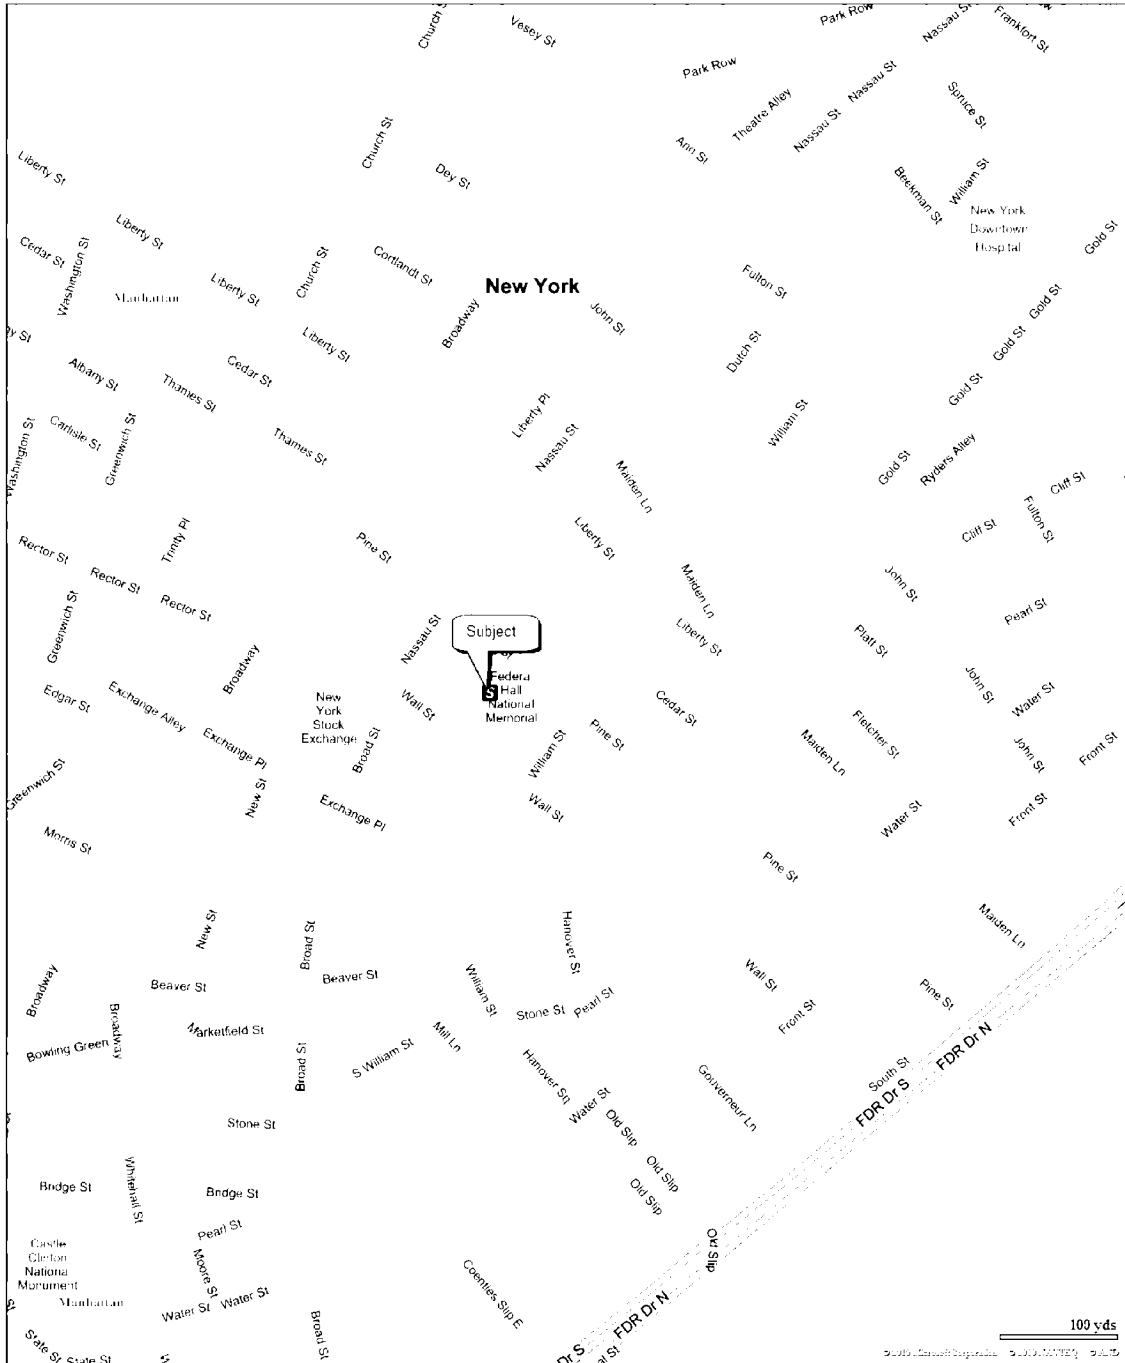 Church S
Vesey St
Park Row
Nassau St
Frankfort St
Park Row
Nassau St
Theatre Alley
Nassau St
Spruce St
Church St
Ann St
Liberty St
Dey St
Beekman St
William St
New York
Downtown
Hospital
Liberty St
Gold St
Cedar St
Washington St
Church St
Cortlandt St
Liberty St
New York
Fulton St
Manhattan
Gold St
Broadway
John St
Liberty St
Gold St
Dutch St
Albany St
Cedar St
Thames St
Gold St
Liberty Pl
William St
Carlisle St
Greenwich St
Thames St
Nassau St
Washington St
Gold St
Ryders Alley
Maiden Ln
Cliff St
Fulton St
Cliff St
Trinity Pl
Pine St
Liberty St
Rector St
Rector St
Rector St
John St
Maiden Ln
Pearl St
Greenwich St
Nassau St
Subject
Liberty St
Platt St
Broadway
S
Federa
Hall
National
Memorial
John St
Edgar St
Exchange Alley
New
York
Stock
Exchange
Wall St
Cedar St
Water St
Exchange Pl
Broad St
William St
Pine St
Fletcher St
Maiden Ln
John St
Front St
Greenwich St
New St
Exchange Pl
Wall St
Water St
Front St
Morris St
Pine St
New St
Broad St
Hanover St
Maiden Ln
Broadway
Beaver St
Beaver St
William St
Wall St
Pine St
Stone St
Pearl St
Front St
Broadway
Marketfield St
Mill Ln
Bowling Green
Broad St
S William St
Hanover Sq
FDR Dr N
South St
Gouverneur Ln
FDR Dr S
Water St
Stone St
Old Slip
Old Slip
Bridge St
Whitehall St
Bridge St
Old Slip
Pearl St
Old Slip
Castle
Clinton
National
Monument
Moore St
Coenties Slip E
Manhattan
Water St
Water St
FDR Dr N
Broad St
State St
State St
Dr S
100 yds